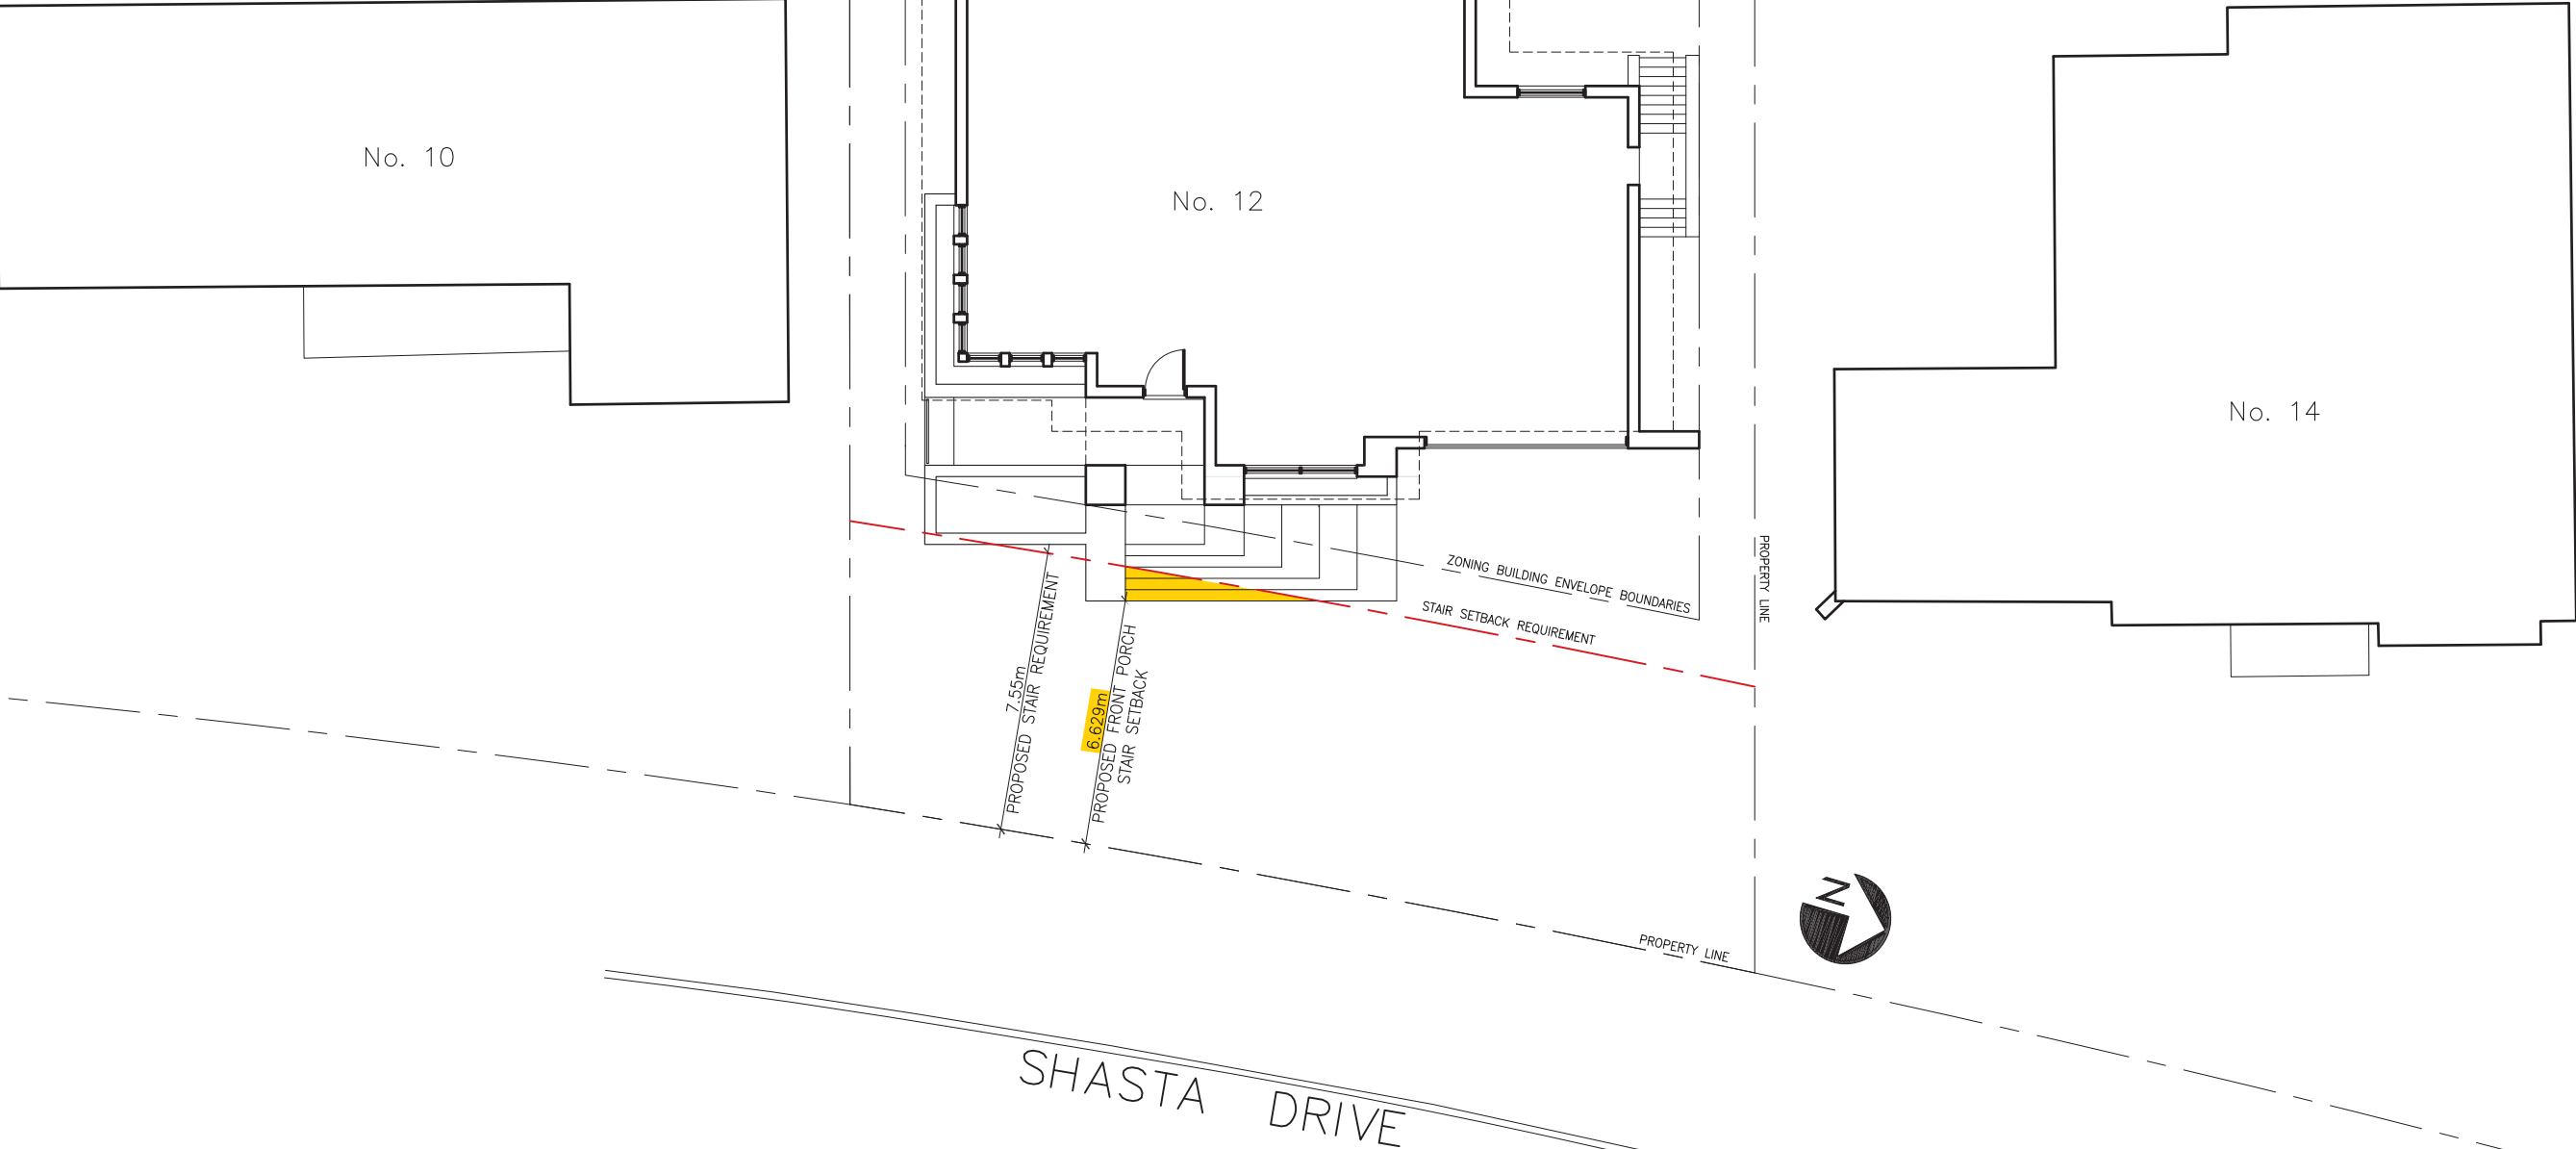 No. 10
No. 12
No. 14
ZONING BUILDING ENVELOPE BOUNDARIES
STAIR SETBACK REQUIREMENT
PROPERTY LINE
7.55m
PROPOSED STAIR REQUIREMENT
6.629m
PROPOSED FRONT PORCH
STAIR SETBACK
N
PROPERTY LINE
SHASTA DRIVE